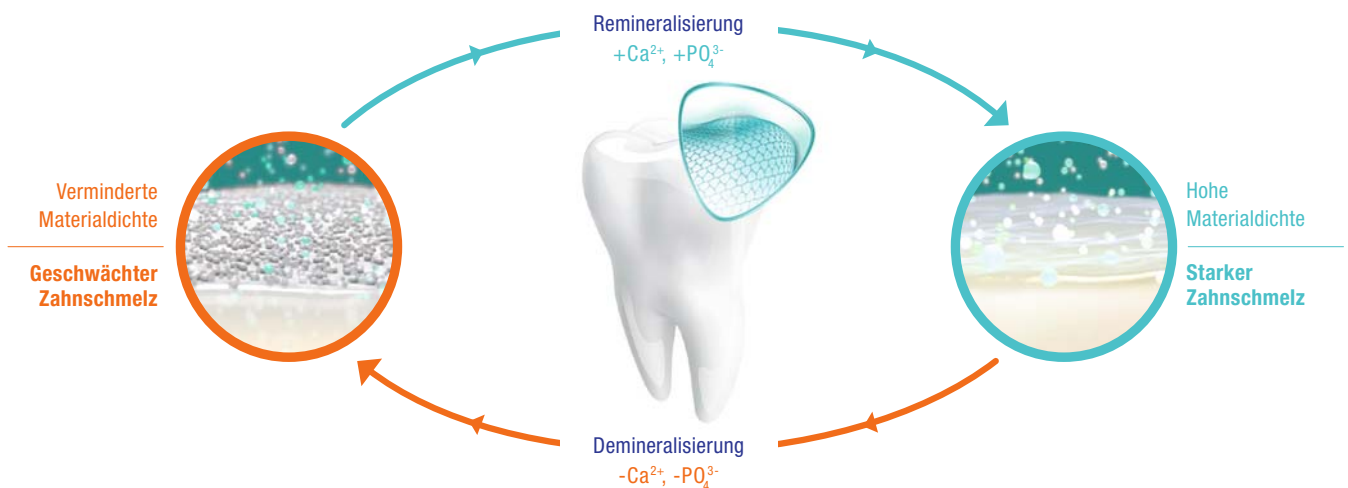 Remineralisierung
+Ca²⁺, +PO₄³⁻
Verminderte
Materialdichte
Geschwächter
Zahnschmelz
Hohe
Materialdichte
Starker
Zahnschmelz
Demineralisierung
-Ca²⁺, -PO₄³⁻